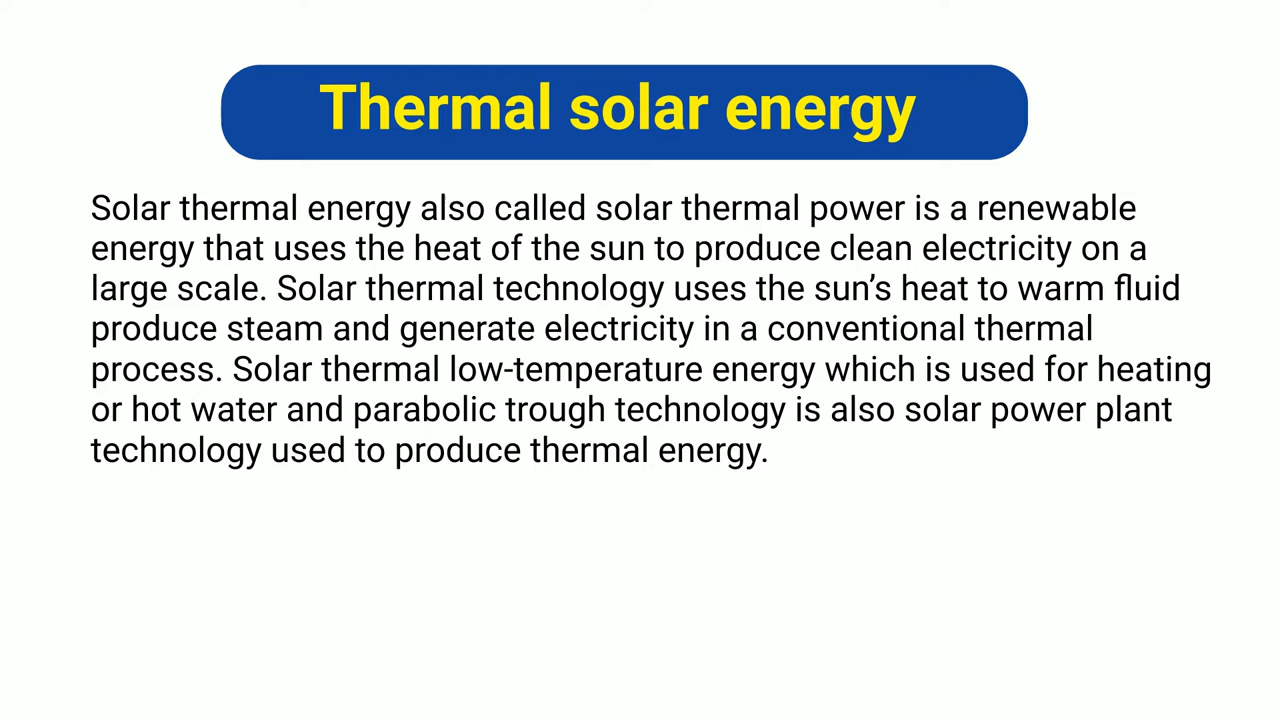 Thermal solar energy
Solar thermal energy also called solar thermal power is a renewable
energy that uses the heat of the sun to produce clean electricity on a
large scale. Solar thermal technology uses the sun’s heat to warm fluid
produce steam and generate electricity in a conventional thermal
process. Solar thermal low-temperature energy which is used for heating
or hot water and parabolic trough technology is also solar power plant
technology used to produce thermal energy.